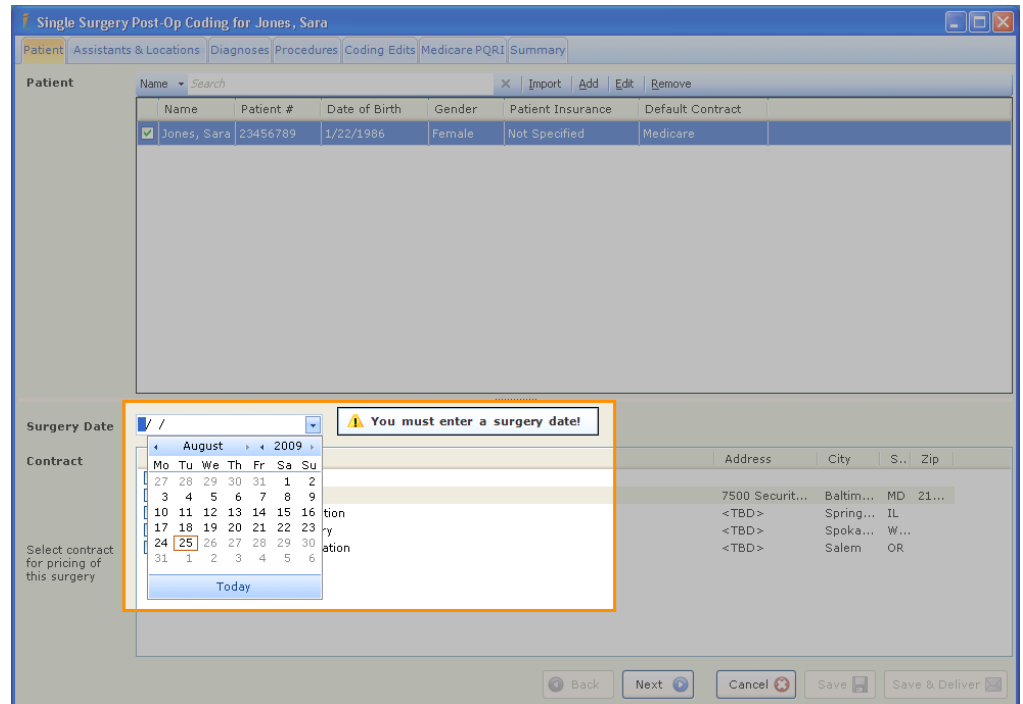 Single Surgery Post-Op Coding for Jones, Sara
Patient Assistants & Locations Diagnoses Procedures Coding Edits Medicare PQRI Summary
Patient
Name Search Import Add Edit Remove
Name Patient # Date of Birth Gender Patient Insurance Default Contract
Jones, Sara 23456789 1/22/1986 Female Not Specified Medicare
Surgery Date / / You must enter a surgery date!
August 2009
Contract Address City S.. Zip
Mo Tu We Th Fr Sa Su
27 28 29 30 31 1 2
3 4 5 6 7 8 9 7500 Securit... Baltim... MD 21...
10 11 12 13 14 15 16 tion <TBD> Spring... IL
17 18 19 20 21 22 23 ry <TBD> Spoka... W...
24 25 26 27 28 29 30 ation <TBD> Salem OR
31 1 2 3 4 5 6
Today
Select contract
for pricing of
this surgery
Back Next Cancel Save Save & Deliver